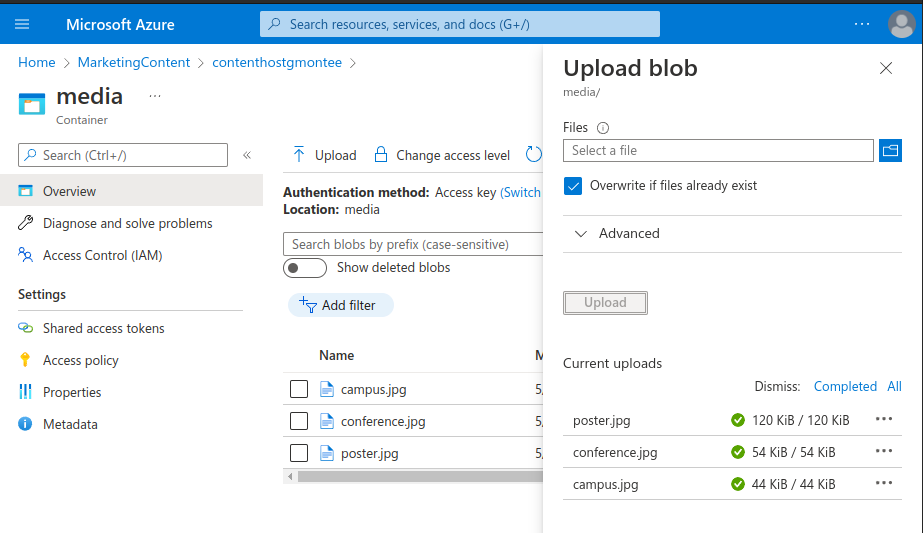 Microsoft Azure
Search resources, services, and docs (G+/)
Home > MarketingContent > contenthostgmontee >
media ...
Container
Search (Ctrl+/)
Overview
Diagnose and solve problems
Access Control (IAM)
Settings
Shared access tokens
Access policy
Properties
Metadata
Upload
Change access level
Authentication method: Access key (Switch
Location: media
Search blobs by prefix (case-sensitive)
Show deleted blobs
Add filter
Name
campus.jpg 5,
conference.jpg 5,
poster.jpg 5,
Upload blob
media/
Files
Select a file
Overwrite if files already exist
Advanced
Upload
Current uploads
Dismiss: Completed All
poster.jpg 120 KiB / 120 KiB
conference.jpg 54 KiB / 54 KiB
campus.jpg 44 KiB / 44 KiB